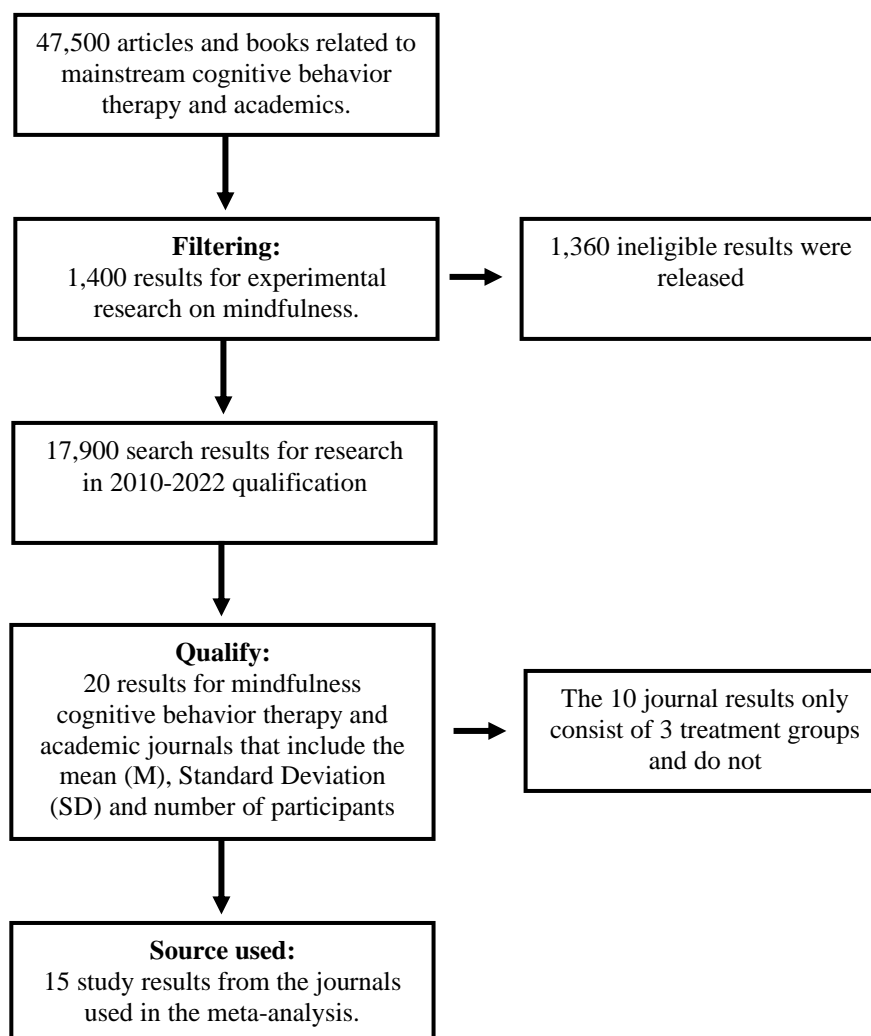 47,500 articles and books related to
mainstream cognitive behavior
therapy and academics.
Filtering:
1,400 results for experimental
research on mindfulness.
1,360 ineligible results were
released
17,900 search results for research
in 2010-2022 qualification
Qualify:
20 results for mindfulness
cognitive behavior therapy and
academic journals that include the
mean (M), Standard Deviation
(SD) and number of participants
The 10 journal results only
consist of 3 treatment groups
and do not
Source used:
15 study results from the journals
used in the meta-analysis.